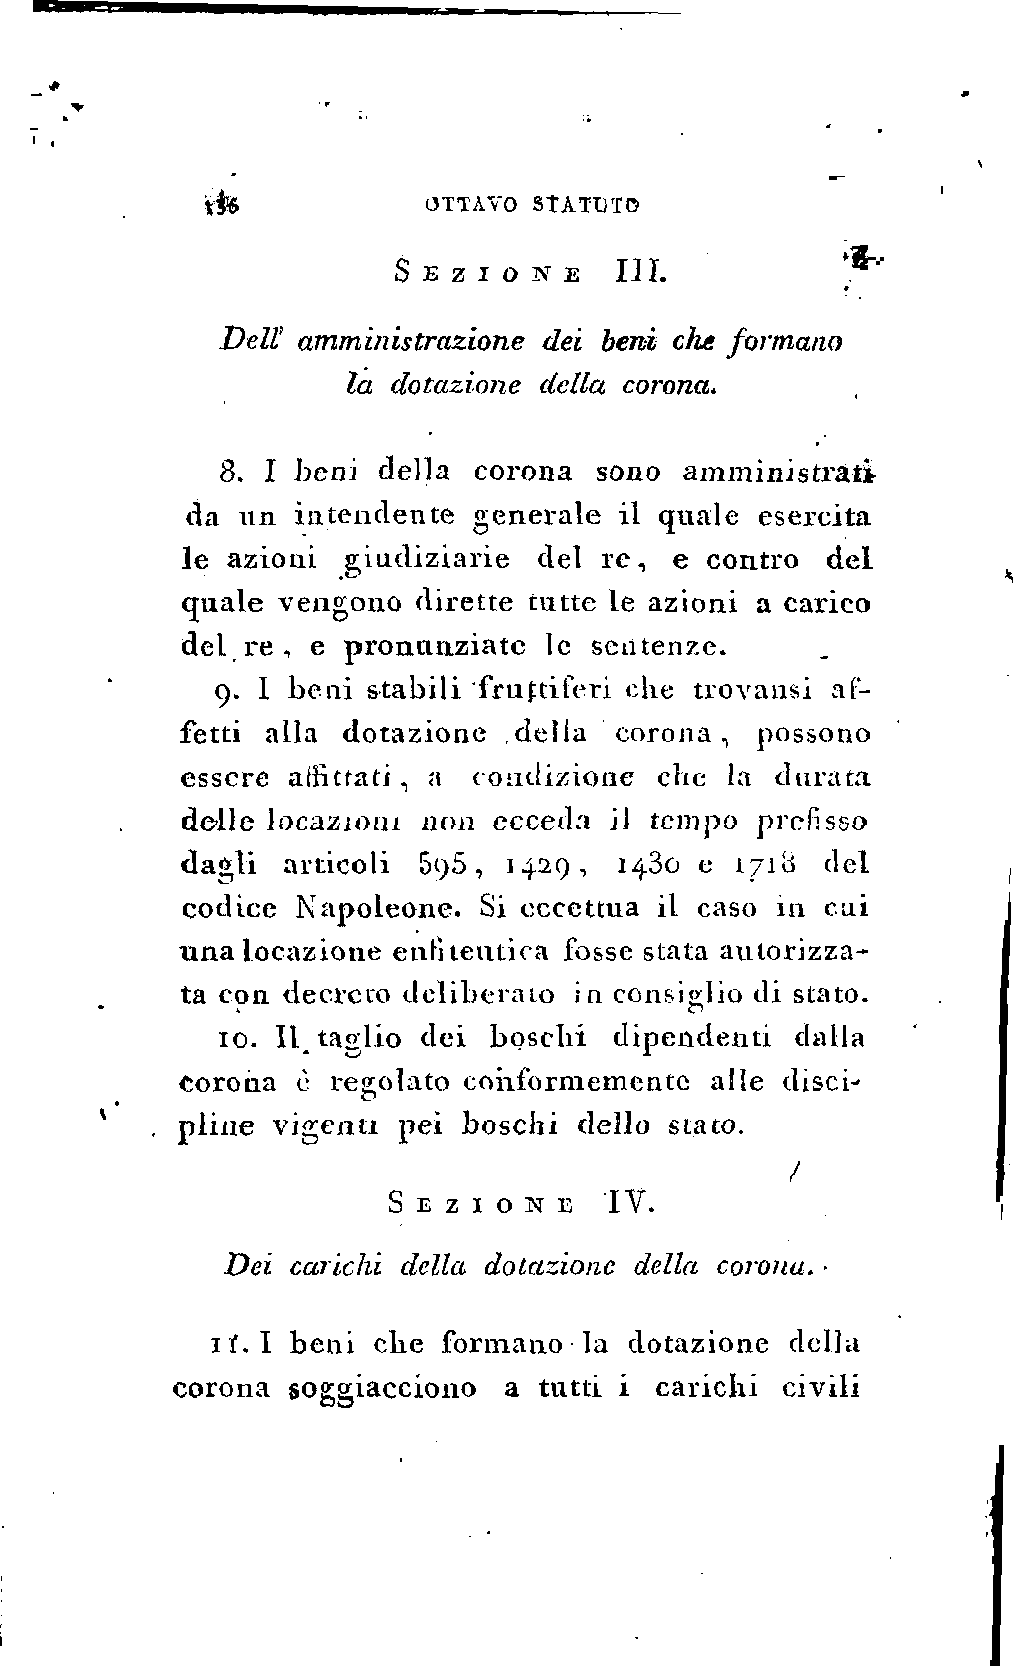 136 OTTAVO STATUTO
SEZIONE III.
Dell' amministrazione dei beni che formano
la dotazione della corona.
8. I beni della corona sono amministrati
da un intendente generale il quale esercita
le azioni giudiziarie del re, e contro del
quale vengono dirette tutte le azioni a carico
del re, e pronunziate le sentenze.
9. I beni stabili fruttiferi che trovansi af-
fetti alla dotazione della corona, possono
essere affittati, a condizione che la durata
delle locazioni non ecceda il tempo prefisso
dagli articoli 595, 1429, 1430 e 1718 del
codice Napoleone. Si eccettua il caso in cui
una locazione enfiteutica fosse stata autorizza-
ta con decreto deliberato in consiglio di stato.
10. Il taglio dei boschi dipendenti dalla
corona è regolato conformemente alle disci-
pline vigenti pei boschi dello stato.
SEZIONE IV.
Dei carichi della dotazione della corona.
11. I beni che formano la dotazione della
corona soggiacciono a tutti i carichi civili